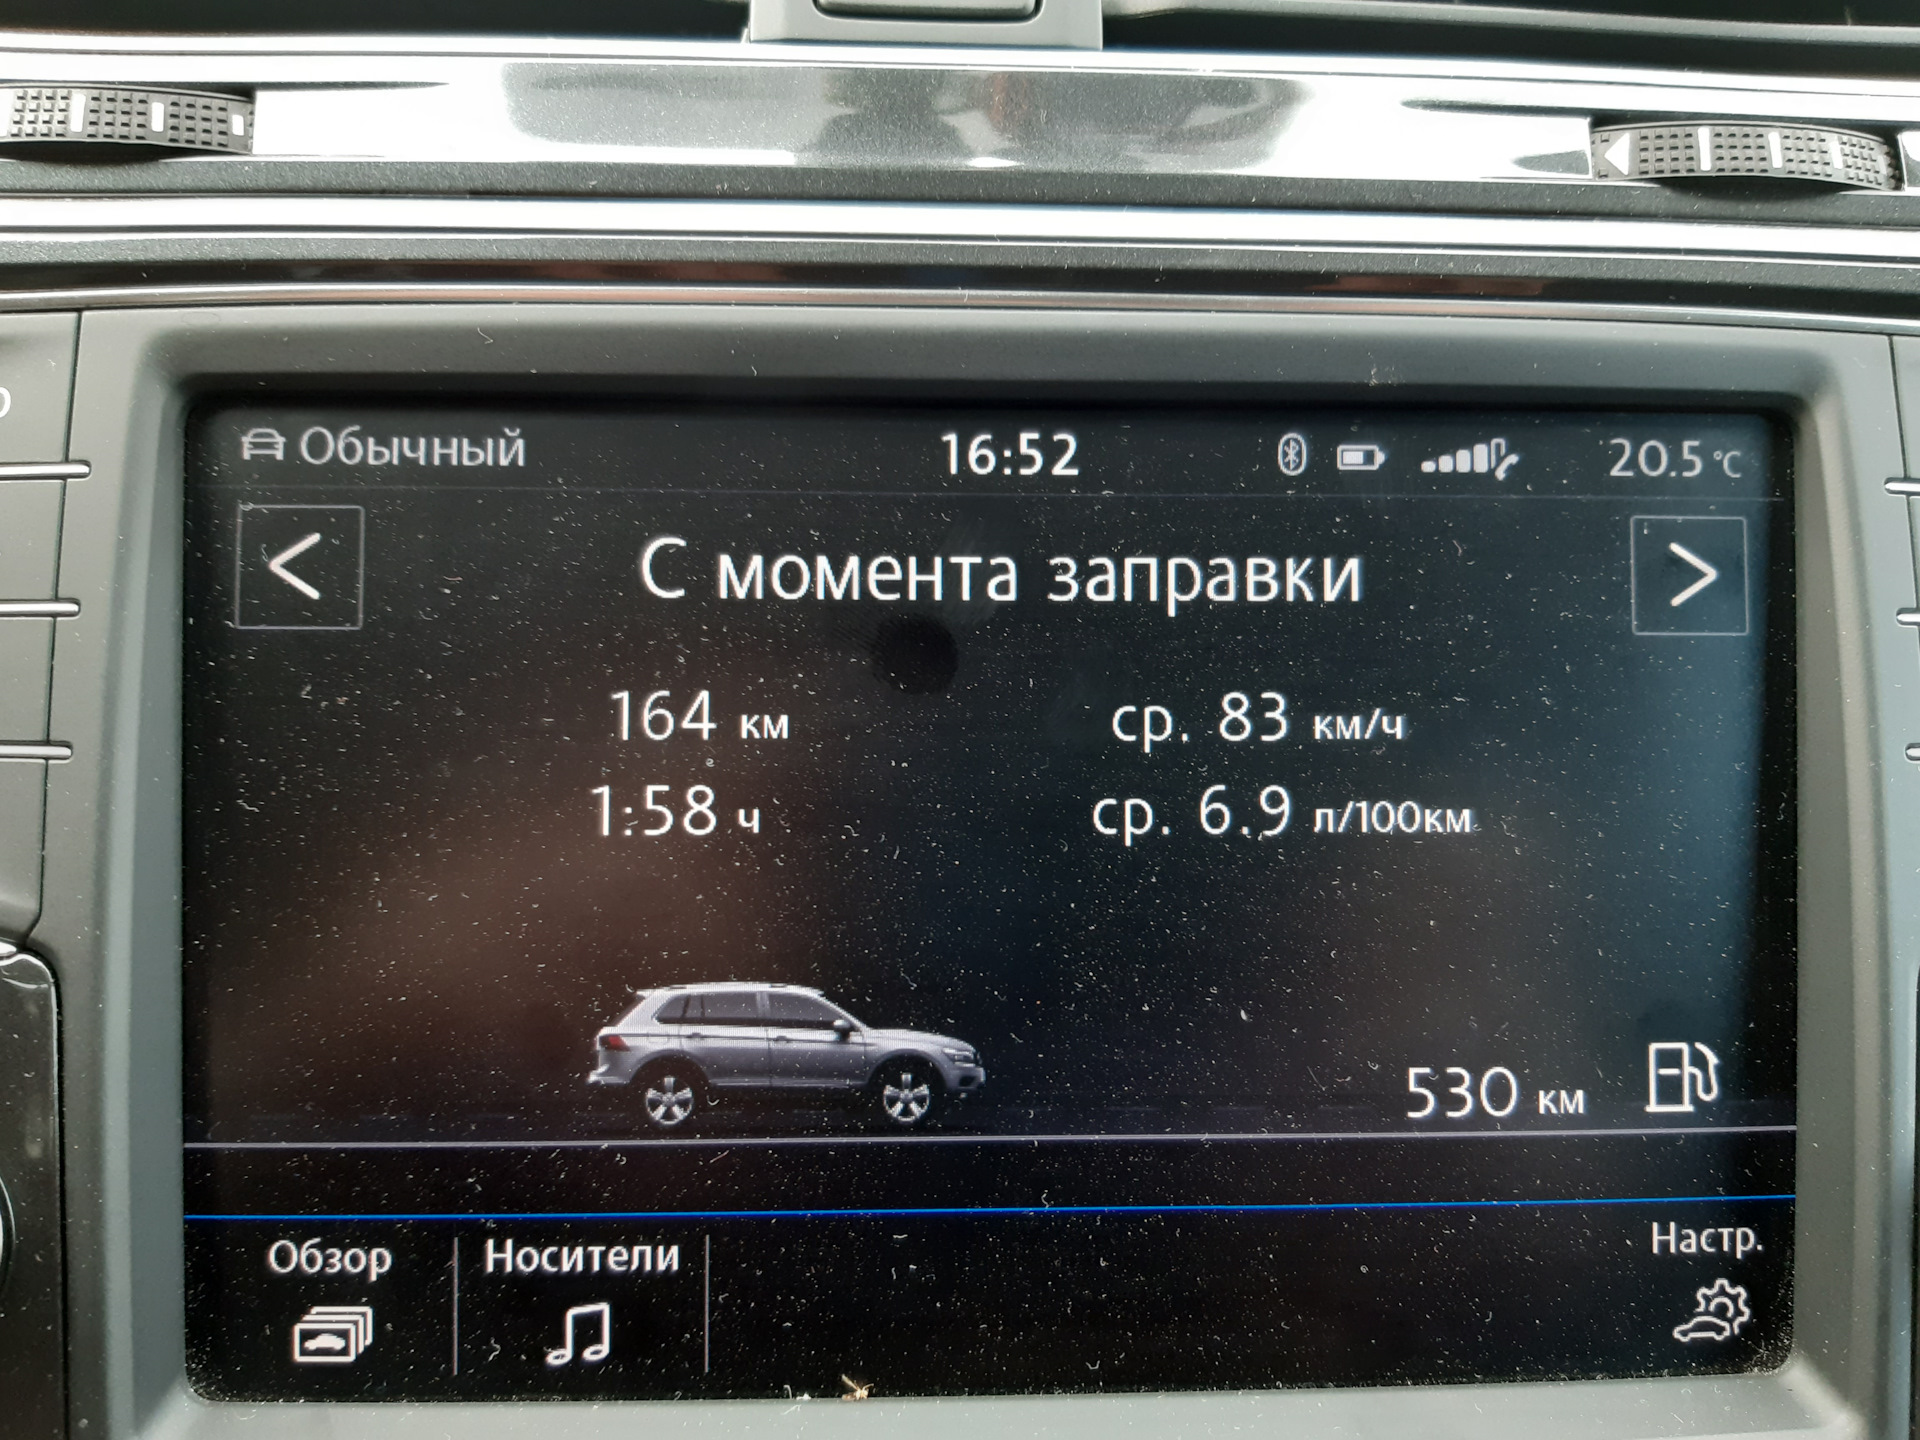 Обычный 16:52 20.5 °C
С момента заправки
164 км ср. 83 км/ч
1:58 ч ср. 6.9 л/100км
530 км
Обзор Носители Настр.